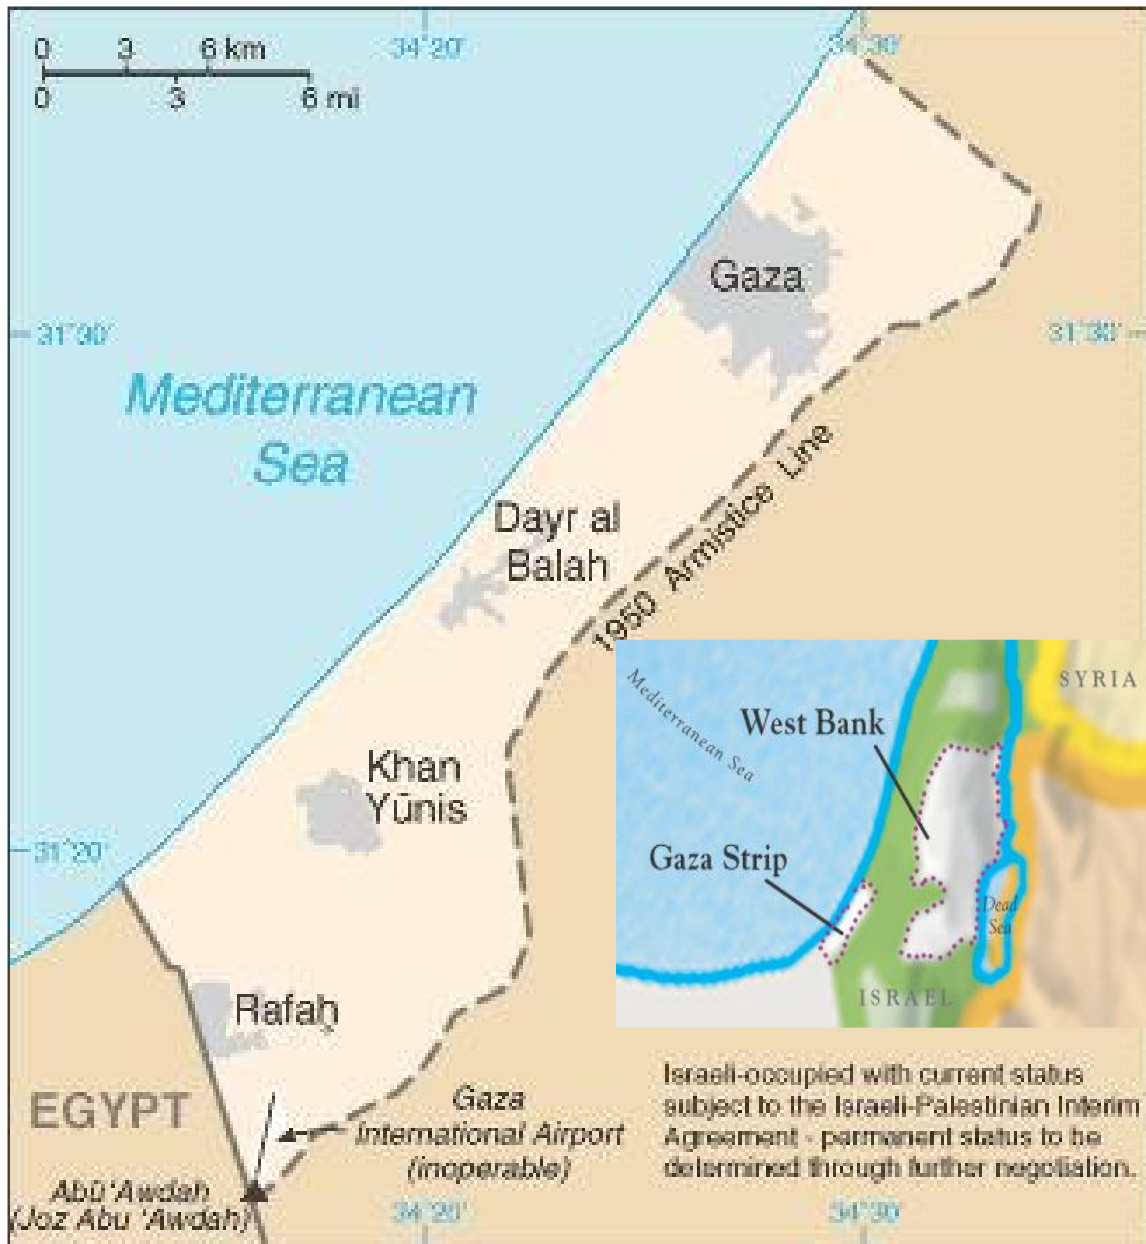 0 3 6 km
0 3 6 mi
34°20'
34°30'
Gaza
31°30'
31°30'
Mediterranean
Sea
1950 Armistice Line
Dayr al
Balah
Khan
Yūnis
31°20'
Rafaḥ
EGYPT
Gaza
International Airport
(inoperable)
Abū 'Awdah
(Joz Abu 'Awdah)
34°20'
34°30'
Mediterranean Sea
SYRIA
West Bank
Gaza Strip
Dead
Sea
ISRAEL
Israeli-occupied with current status
subject to the Israeli-Palestinian Interim
Agreement - permanent status to be
determined through further negotiation.